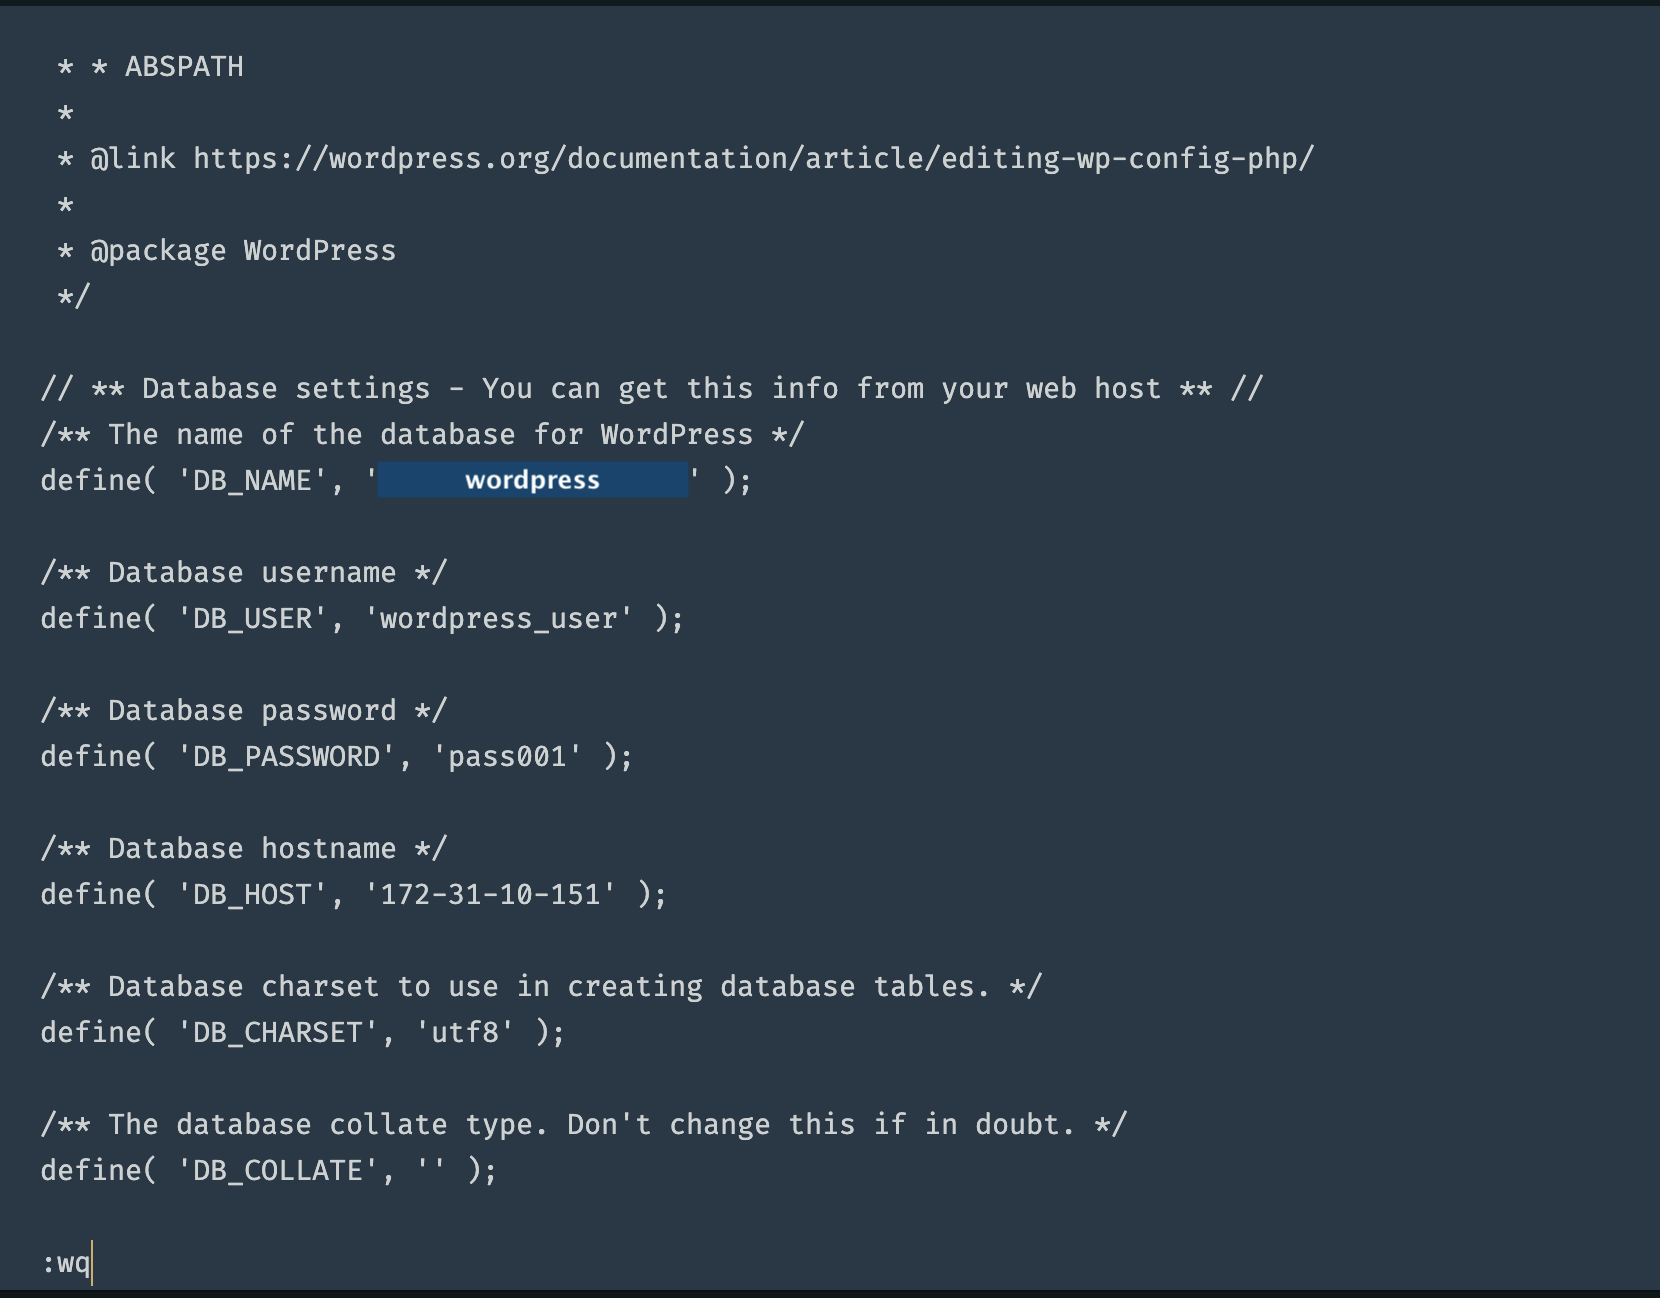 * * ABSPATH
*
* @link https://wordpress.org/documentation/article/editing-wp-config-php/
*
* @package WordPress
*/
// ** Database settings - You can get this info from your web host ** //
/** The name of the database for WordPress */
define( 'DB_NAME', 'wordpress' );
/** Database username */
define( 'DB_USER', 'wordpress_user' );
/** Database password */
define( 'DB_PASSWORD', 'pass001' );
/** Database hostname */
define( 'DB_HOST', '172-31-10-151' );
/** Database charset to use in creating database tables. */
define( 'DB_CHARSET', 'utf8' );
/** The database collate type. Don't change this if in doubt. */
define( 'DB_COLLATE', '' );
:wq